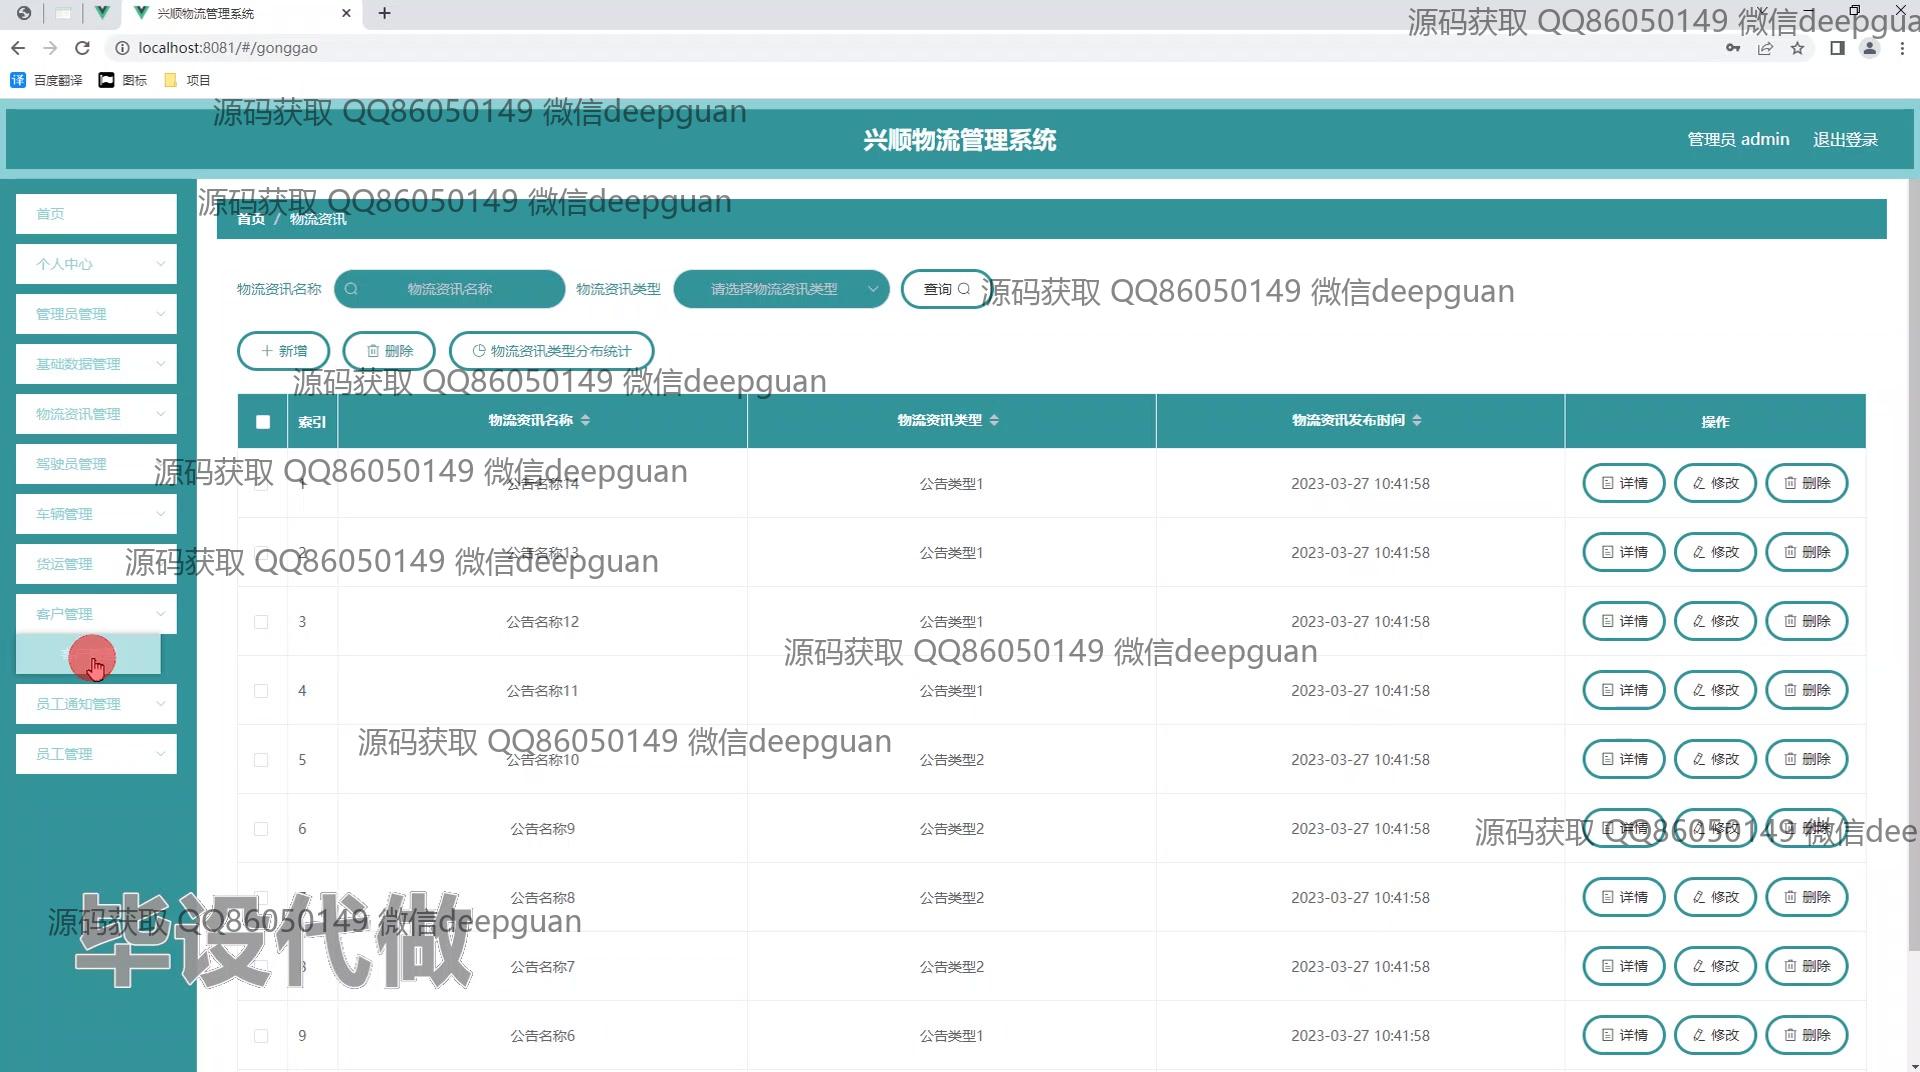 兴顺物流管理系统
源码获取 QQ86050149 微信deepgua
localhost:8081/#/gonggao
百度翻译 图标 项目
源码获取 QQ86050149 微信deepguan
兴顺物流管理系统 管理员 admin 退出登录
源码获取 QQ86050149 微信deepguan
首页 / 物流资讯
首页
个人中心
管理员管理
基础数据管理
物流资讯管理
驾驶员管理
车辆管理
货运管理
客户管理
员工通知管理
员工管理
物流资讯名称 物流资讯名称 物流资讯类型 请选择物流资讯类型 查询
源码获取 QQ86050149 微信deepguan
新增 删除 物流资讯类型分布统计
源码获取 QQ86050149 微信deepguan
索引 物流资讯名称 物流资讯类型 物流资讯发布时间 操作
1 公告名称14 公告类型1 2023-03-27 10:41:58 详情 修改 删除
源码获取 QQ86050149 微信deepguan
2 公告名称13 公告类型1 2023-03-27 10:41:58 详情 修改 删除
源码获取 QQ86050149 微信deepguan
3 公告名称12 公告类型1 2023-03-27 10:41:58 详情 修改 删除
源码获取 QQ86050149 微信deepguan
4 公告名称11 公告类型1 2023-03-27 10:41:58 详情 修改 删除
源码获取 QQ86050149 微信deepguan
5 公告名称10 公告类型2 2023-03-27 10:41:58 详情 修改 删除
6 公告名称9 公告类型2 2023-03-27 10:41:58 详情 修改 删除
源码获取 QQ86050149 微信deep
公告名称8 公告类型2 2023-03-27 10:41:58 详情 修改 删除
源码获取 QQ86050149 微信deepguan
毕设代做
8 公告名称7 公告类型2 2023-03-27 10:41:58 详情 修改 删除
9 公告名称6 公告类型1 2023-03-27 10:41:58 详情 修改 删除